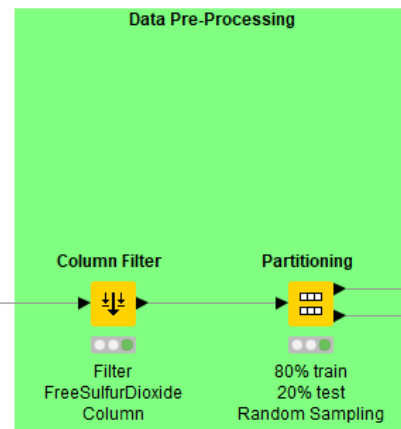 Data Pre-Processing
Column Filter
Partitioning
Filter
FreeSulfurDioxide
Column
80% train
20% test
Random Sampling